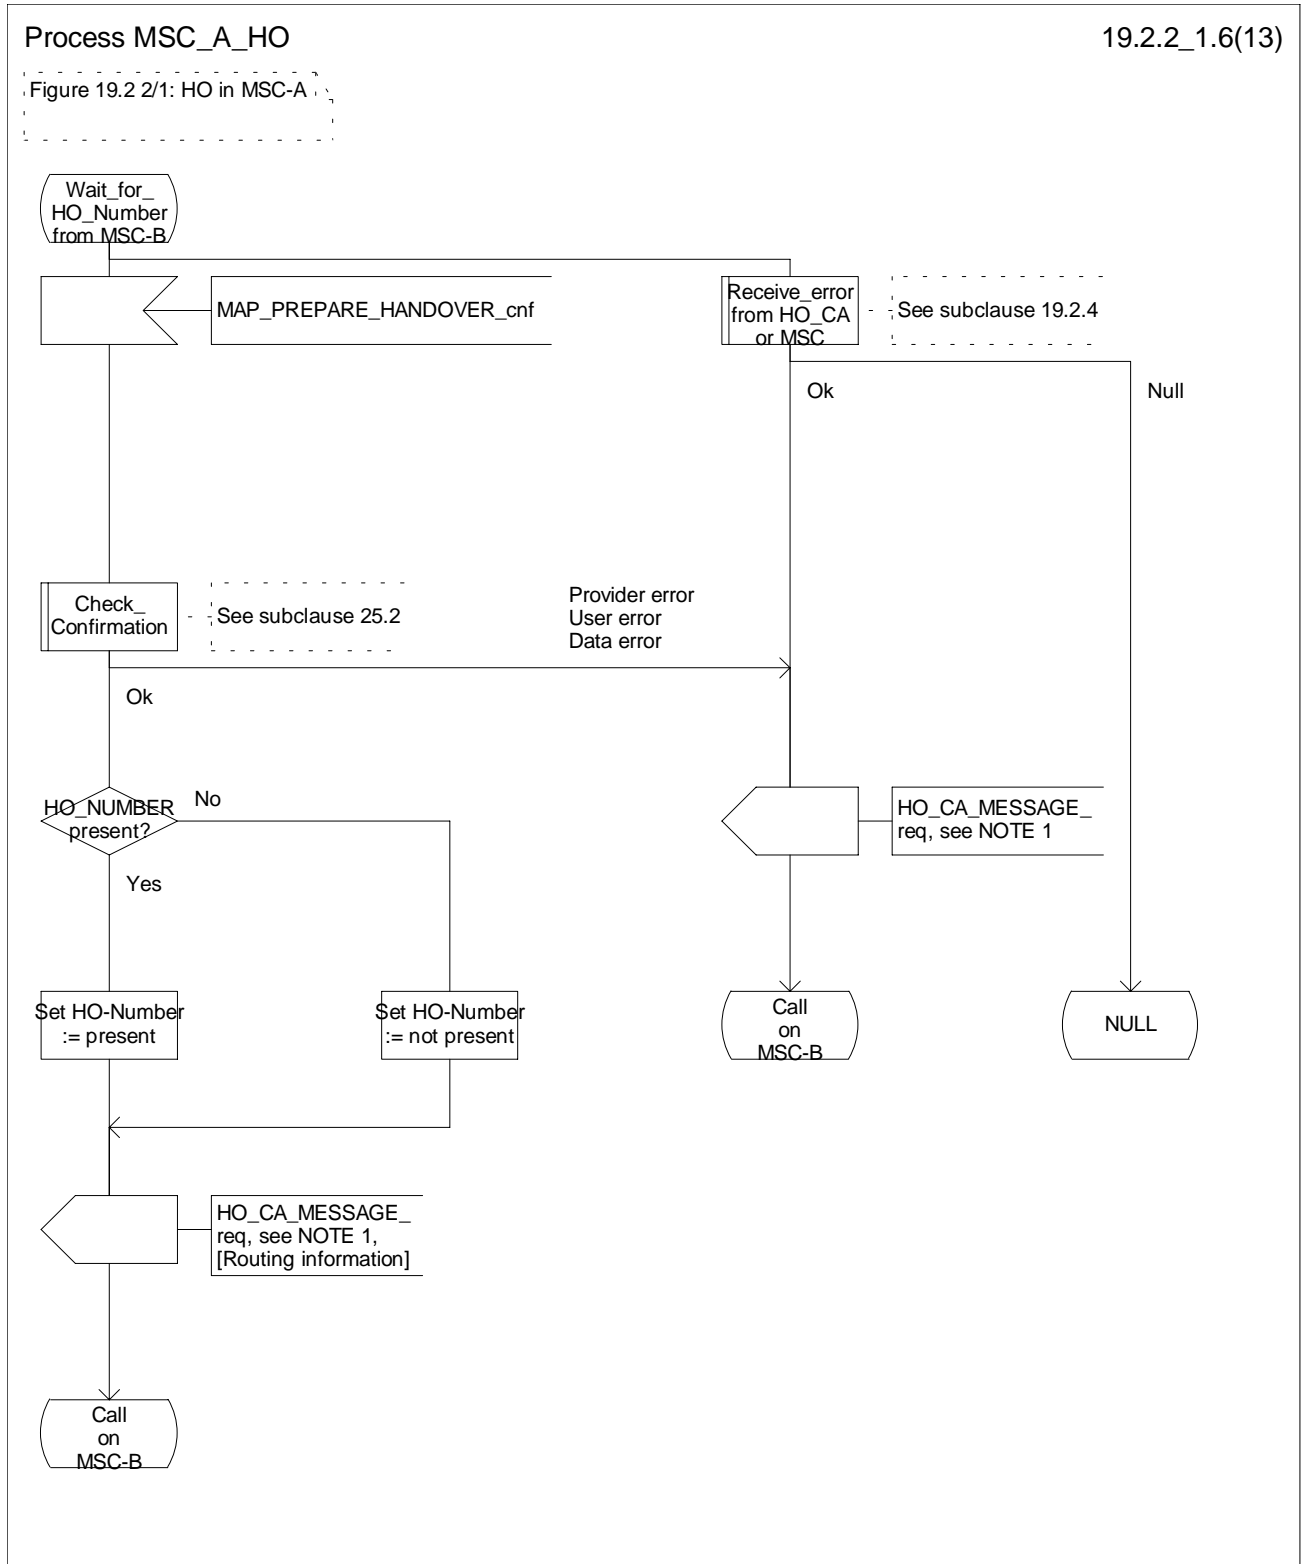 Process MSC_A_HO
19.2.2_1.6(13)
Figure 19.2 2/1: HO in MSC-A
Wait_for_
HO_Number
from MSC-B
MAP_PREPARE_HANDOVER_cnf
Receive_error
from HO_CA
or MSC
See subclause 19.2.4
Ok
Null
Check_
Confirmation
See subclause 25.2
Provider error
User error
Data error
Ok
HO_NUMBER
present?
No
HO_CA_MESSAGE_
req, see NOTE 1
Yes
Set HO-Number
:= present
Set HO-Number
:= not present
Call
on
MSC-B
NULL
HO_CA_MESSAGE_
req, see NOTE 1,
[Routing information]
Call
on
MSC-B